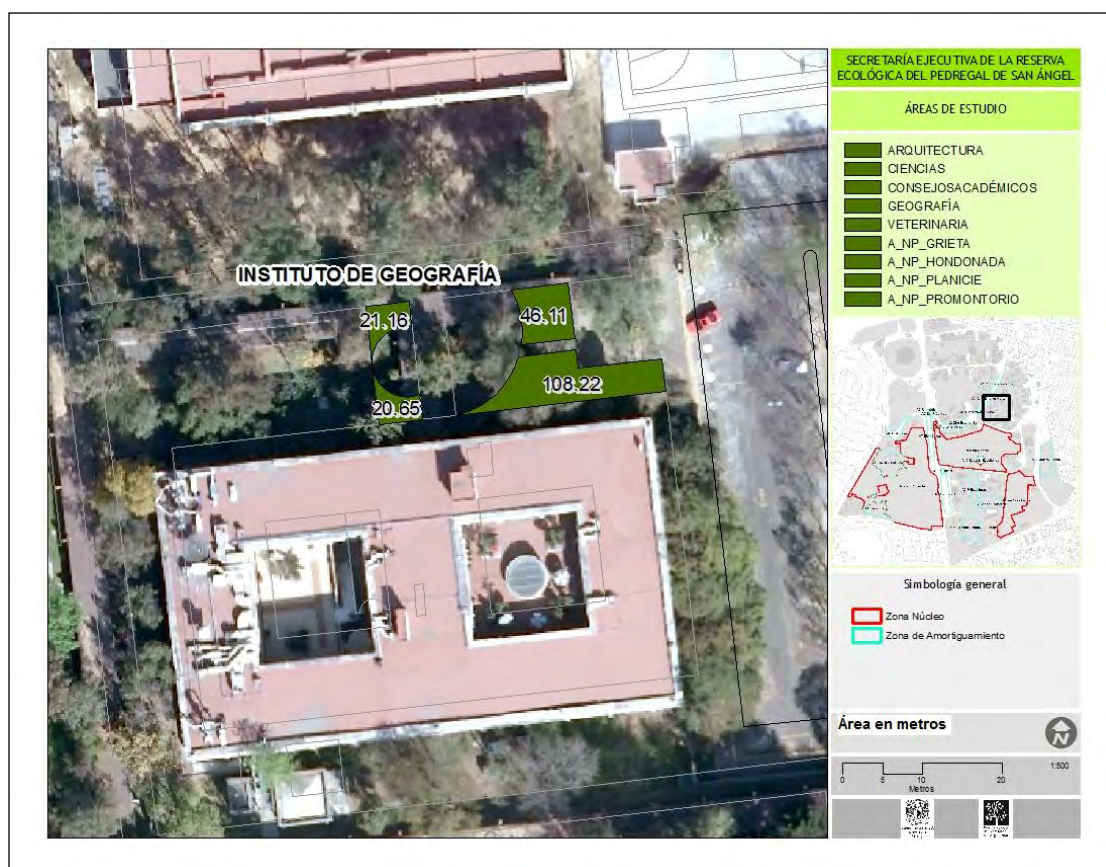 INSTITUTO DE GEOGRAFÍA
21.16
46.11
108.22
20.65
SECRETARÍA EJECUTIVA DE LA RESERVA
ECOLÓGICA DEL PEDREGAL DE SAN ÁNGEL
ÁREAS DE ESTUDIO
ARQUITECTURA
CIENCIAS
CONSEJOSACADÉMICOS
GEOGRAFÍA
VETERINARIA
A_NP_GRIETA
A_NP_HONDONADA
A_NP_PLANICIE
A_NP_PROMONTORIO
Simbología general
Zona Núcleo
Zona de Amortiguamiento
Área en metros
N
1:500
0 5 10 20
Metros